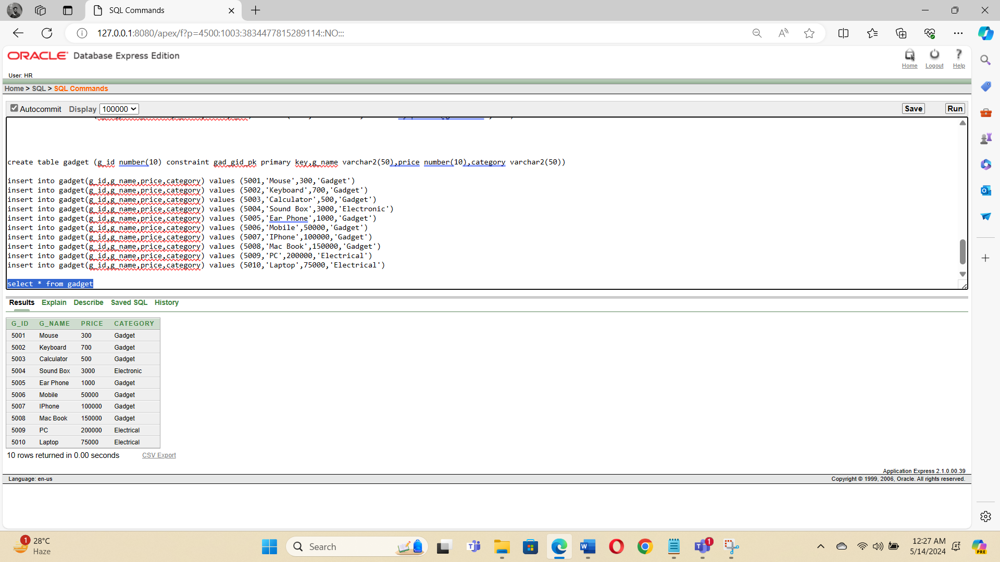 SQL Commands
127.0.0.1:8080/apex/f?p=4500:1003:3834477815289114::NO:::
ORACLE Database Express Edition
Home Logout ? Help
User: HR
Home > SQL > SQL Commands
Autocommit Display 100000 Save Run
create table gadget (g_id number(10) constraint gad_gid_pk primary key,g_name varchar2(50),price number(10),category varchar2(50))
insert into gadget(g_id,g_name,price,category) values (5001,'Mouse',300,'Gadget')
insert into gadget(g_id,g_name,price,category) values (5002,'Keyboard',700,'Gadget')
insert into gadget(g_id,g_name,price,category) values (5003,'Calculator',500,'Gadget')
insert into gadget(g_id,g_name,price,category) values (5004,'Sound Box',3000,'Electronic')
insert into gadget(g_id,g_name,price,category) values (5005,'Ear Phone',1000,'Gadget')
insert into gadget(g_id,g_name,price,category) values (5006,'Mobile',50000,'Gadget')
insert into gadget(g_id,g_name,price,category) values (5007,'IPhone',100000,'Gadget')
insert into gadget(g_id,g_name,price,category) values (5008,'Mac Book',150000,'Gadget')
insert into gadget(g_id,g_name,price,category) values (5009,'PC',200000,'Electrical')
insert into gadget(g_id,g_name,price,category) values (5010,'Laptop',75000,'Electrical')
select * from gadget
Results Explain Describe Saved SQL History
G_ID G_NAME PRICE CATEGORY
5001 Mouse 300 Gadget
5002 Keyboard 700 Gadget
5003 Calculator 500 Gadget
5004 Sound Box 3000 Electronic
5005 Ear Phone 1000 Gadget
5006 Mobile 50000 Gadget
5007 IPhone 100000 Gadget
5008 Mac Book 150000 Gadget
5009 PC 200000 Electrical
5010 Laptop 75000 Electrical
10 rows returned in 0.00 seconds CSV Export
Application Express 2.1.0.00.39
Language: en-us Copyright © 1999, 2006, Oracle. All rights reserved.
1 28°C
Haze
Search
1
12:27 AM
5/14/2024
PRE